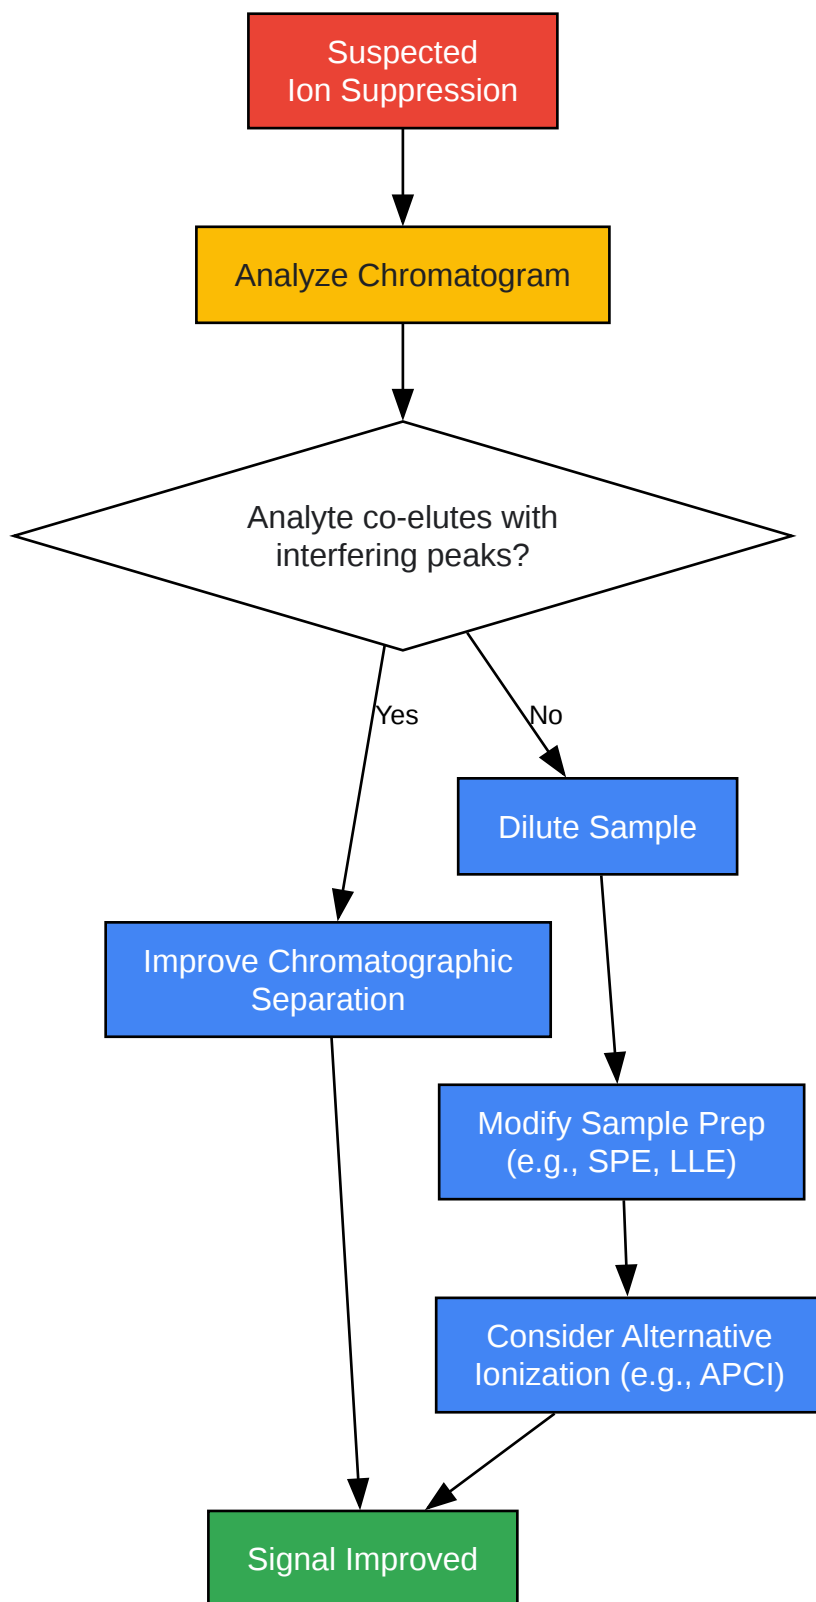 Suspected
Ion Suppression
Analyze Chromatogram
Analyte co-elutes with
interfering peaks?
Yes
No
Dilute Sample
Improve Chromatographic
Separation
Modify Sample Prep
(e.g., SPE, LLE)
Consider Alternative
Ionization (e.g., APCI)
Signal Improved